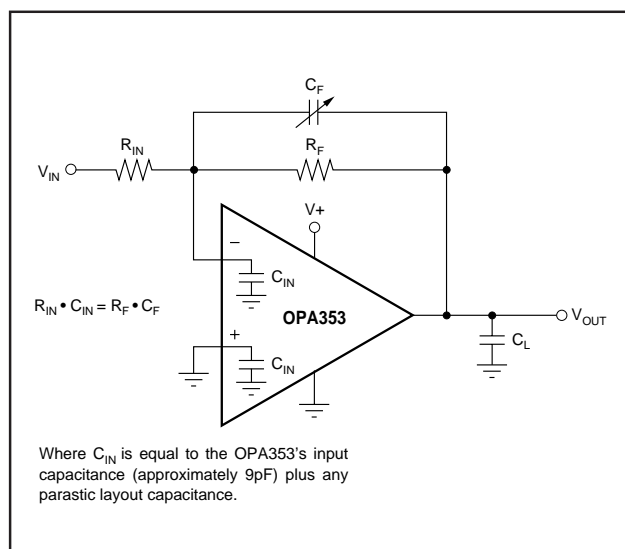 C_F
R_IN
R_F
V_IN
V+
–
C_IN
R_IN • C_IN = R_F • C_F
OPA353
V_OUT
+
C_IN
C_L
Where C_IN is equal to the OPA353's input
capacitance (approximately 9pF) plus any
parastic layout capacitance.